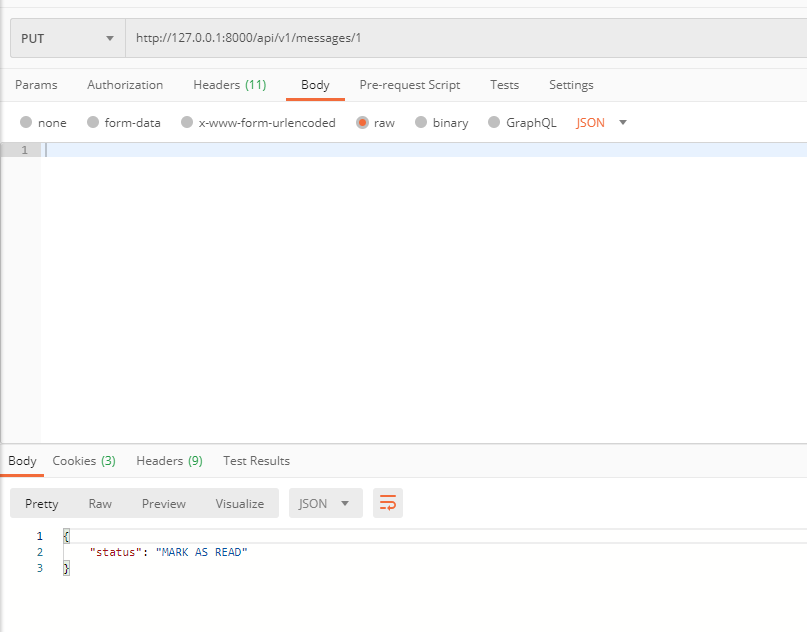 PUT http://127.0.0.1:8000/api/v1/messages/1
Params Authorization Headers (11) Body Pre-request Script Tests Settings
none form-data x-www-form-urlencoded raw binary GraphQL JSON
1
Body Cookies (3) Headers (9) Test Results
Pretty Raw Preview Visualize JSON
1 {
2 "status": "MARK AS READ"
3 }